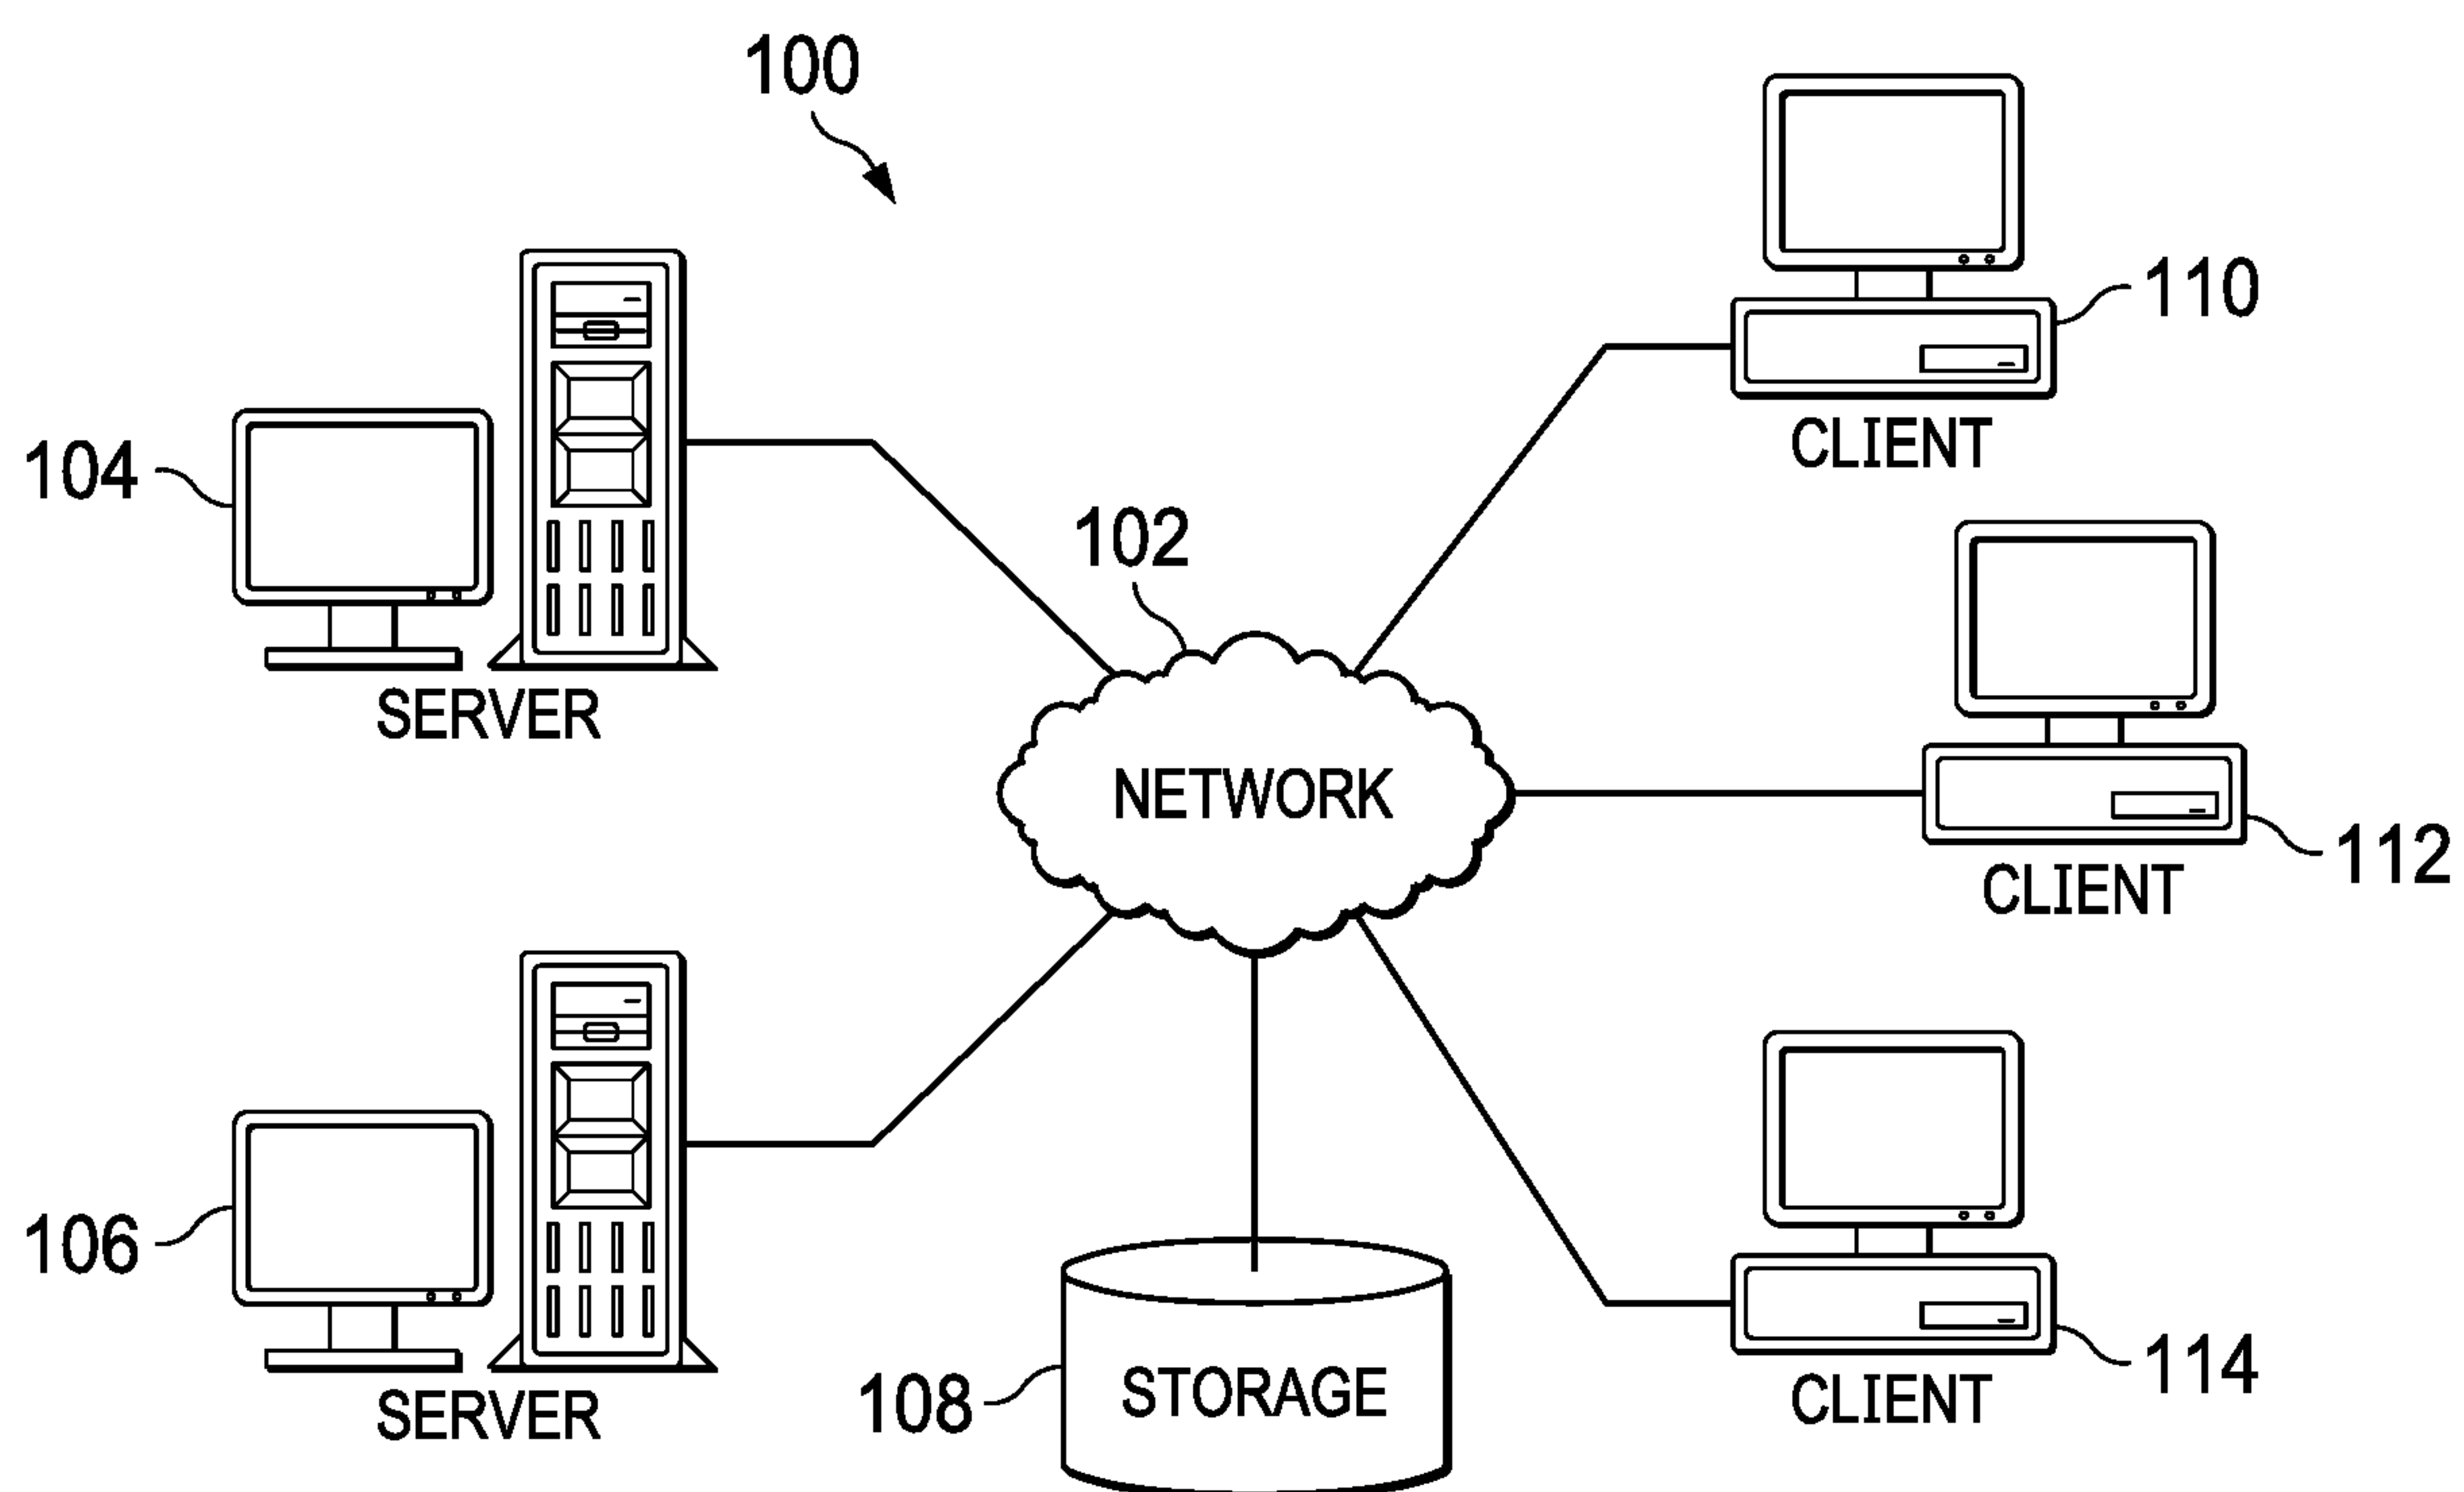 100
110
CLIENT
104
SERVER
102
NETWORK
112
CLIENT
106
SERVER
108
STORAGE
114
CLIENT